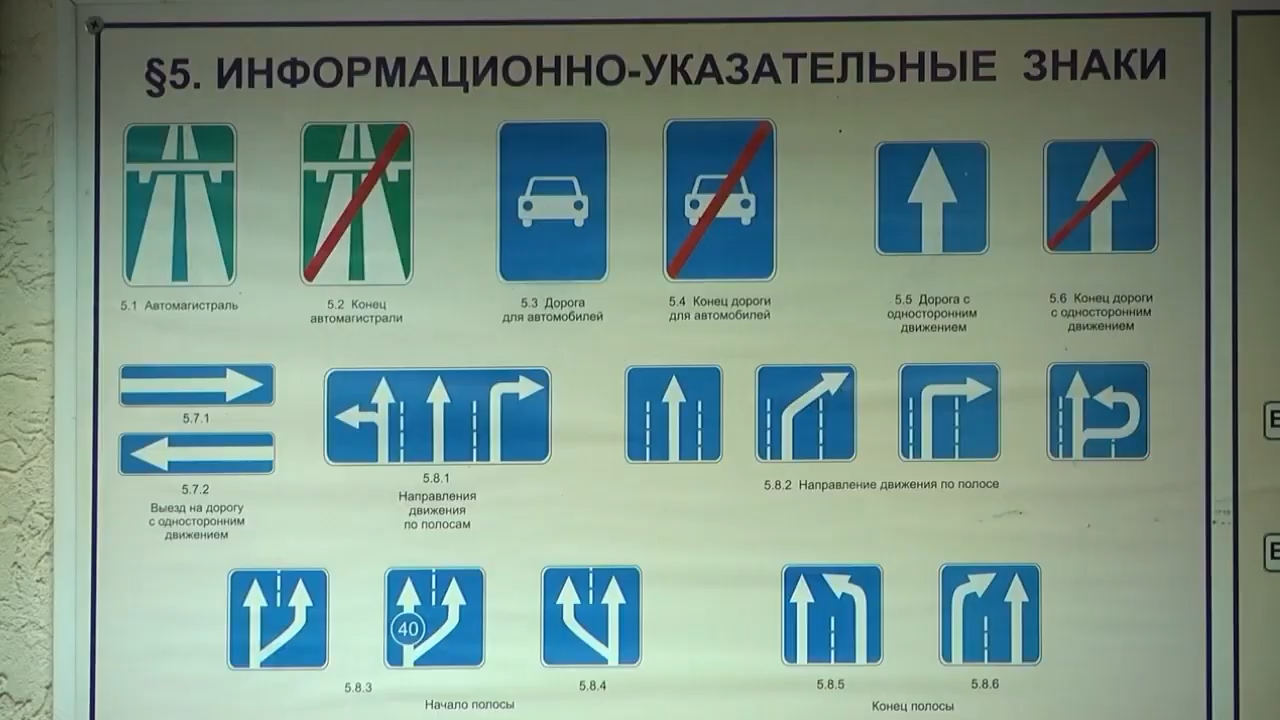 §5. ИНФОРМАЦИОННО-УКАЗАТЕЛЬНЫЕ ЗНАКИ
5.1 Автомагистраль
5.2 Конец
автомагистрали
5.3 Дорога
для автомобилей
5.4 Конец дороги
для автомобилей
5.5 Дорога с
односторонним
движением
5.6 Конец дороги
с односторонним
движением
5.7.1
5.7.2
Выезд на дорогу
с односторонним
движением
5.8.1
Направления
движения
по полосам
5.8.2 Направление движения по полосе
40
5.8.3
5.8.4
Начало полосы
5.8.5
5.8.6
Конец полосы